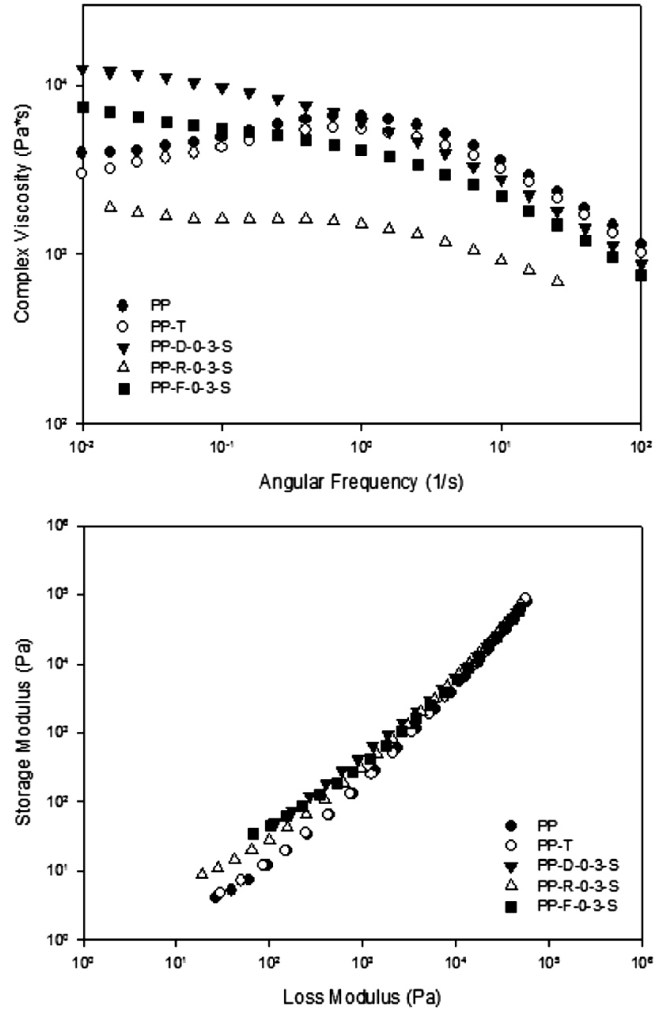 Complex Viscosity (Pa*s)
10⁴
10³
10²
PP
PP-T
PP-D-0-3-S
PP-R-0-3-S
PP-F-0-3-S
10⁻² 10⁻¹ 10⁰ 10¹ 10²
Angular Frequency (1/s)
Storage Modulus (Pa)
10⁶
10⁵
10⁴
10³
10²
10¹
10⁰
PP
PP-T
PP-D-0-3-S
PP-R-0-3-S
PP-F-0-3-S
10⁰ 10¹ 10² 10³ 10⁴ 10⁵ 10⁶
Loss Modulus (Pa)